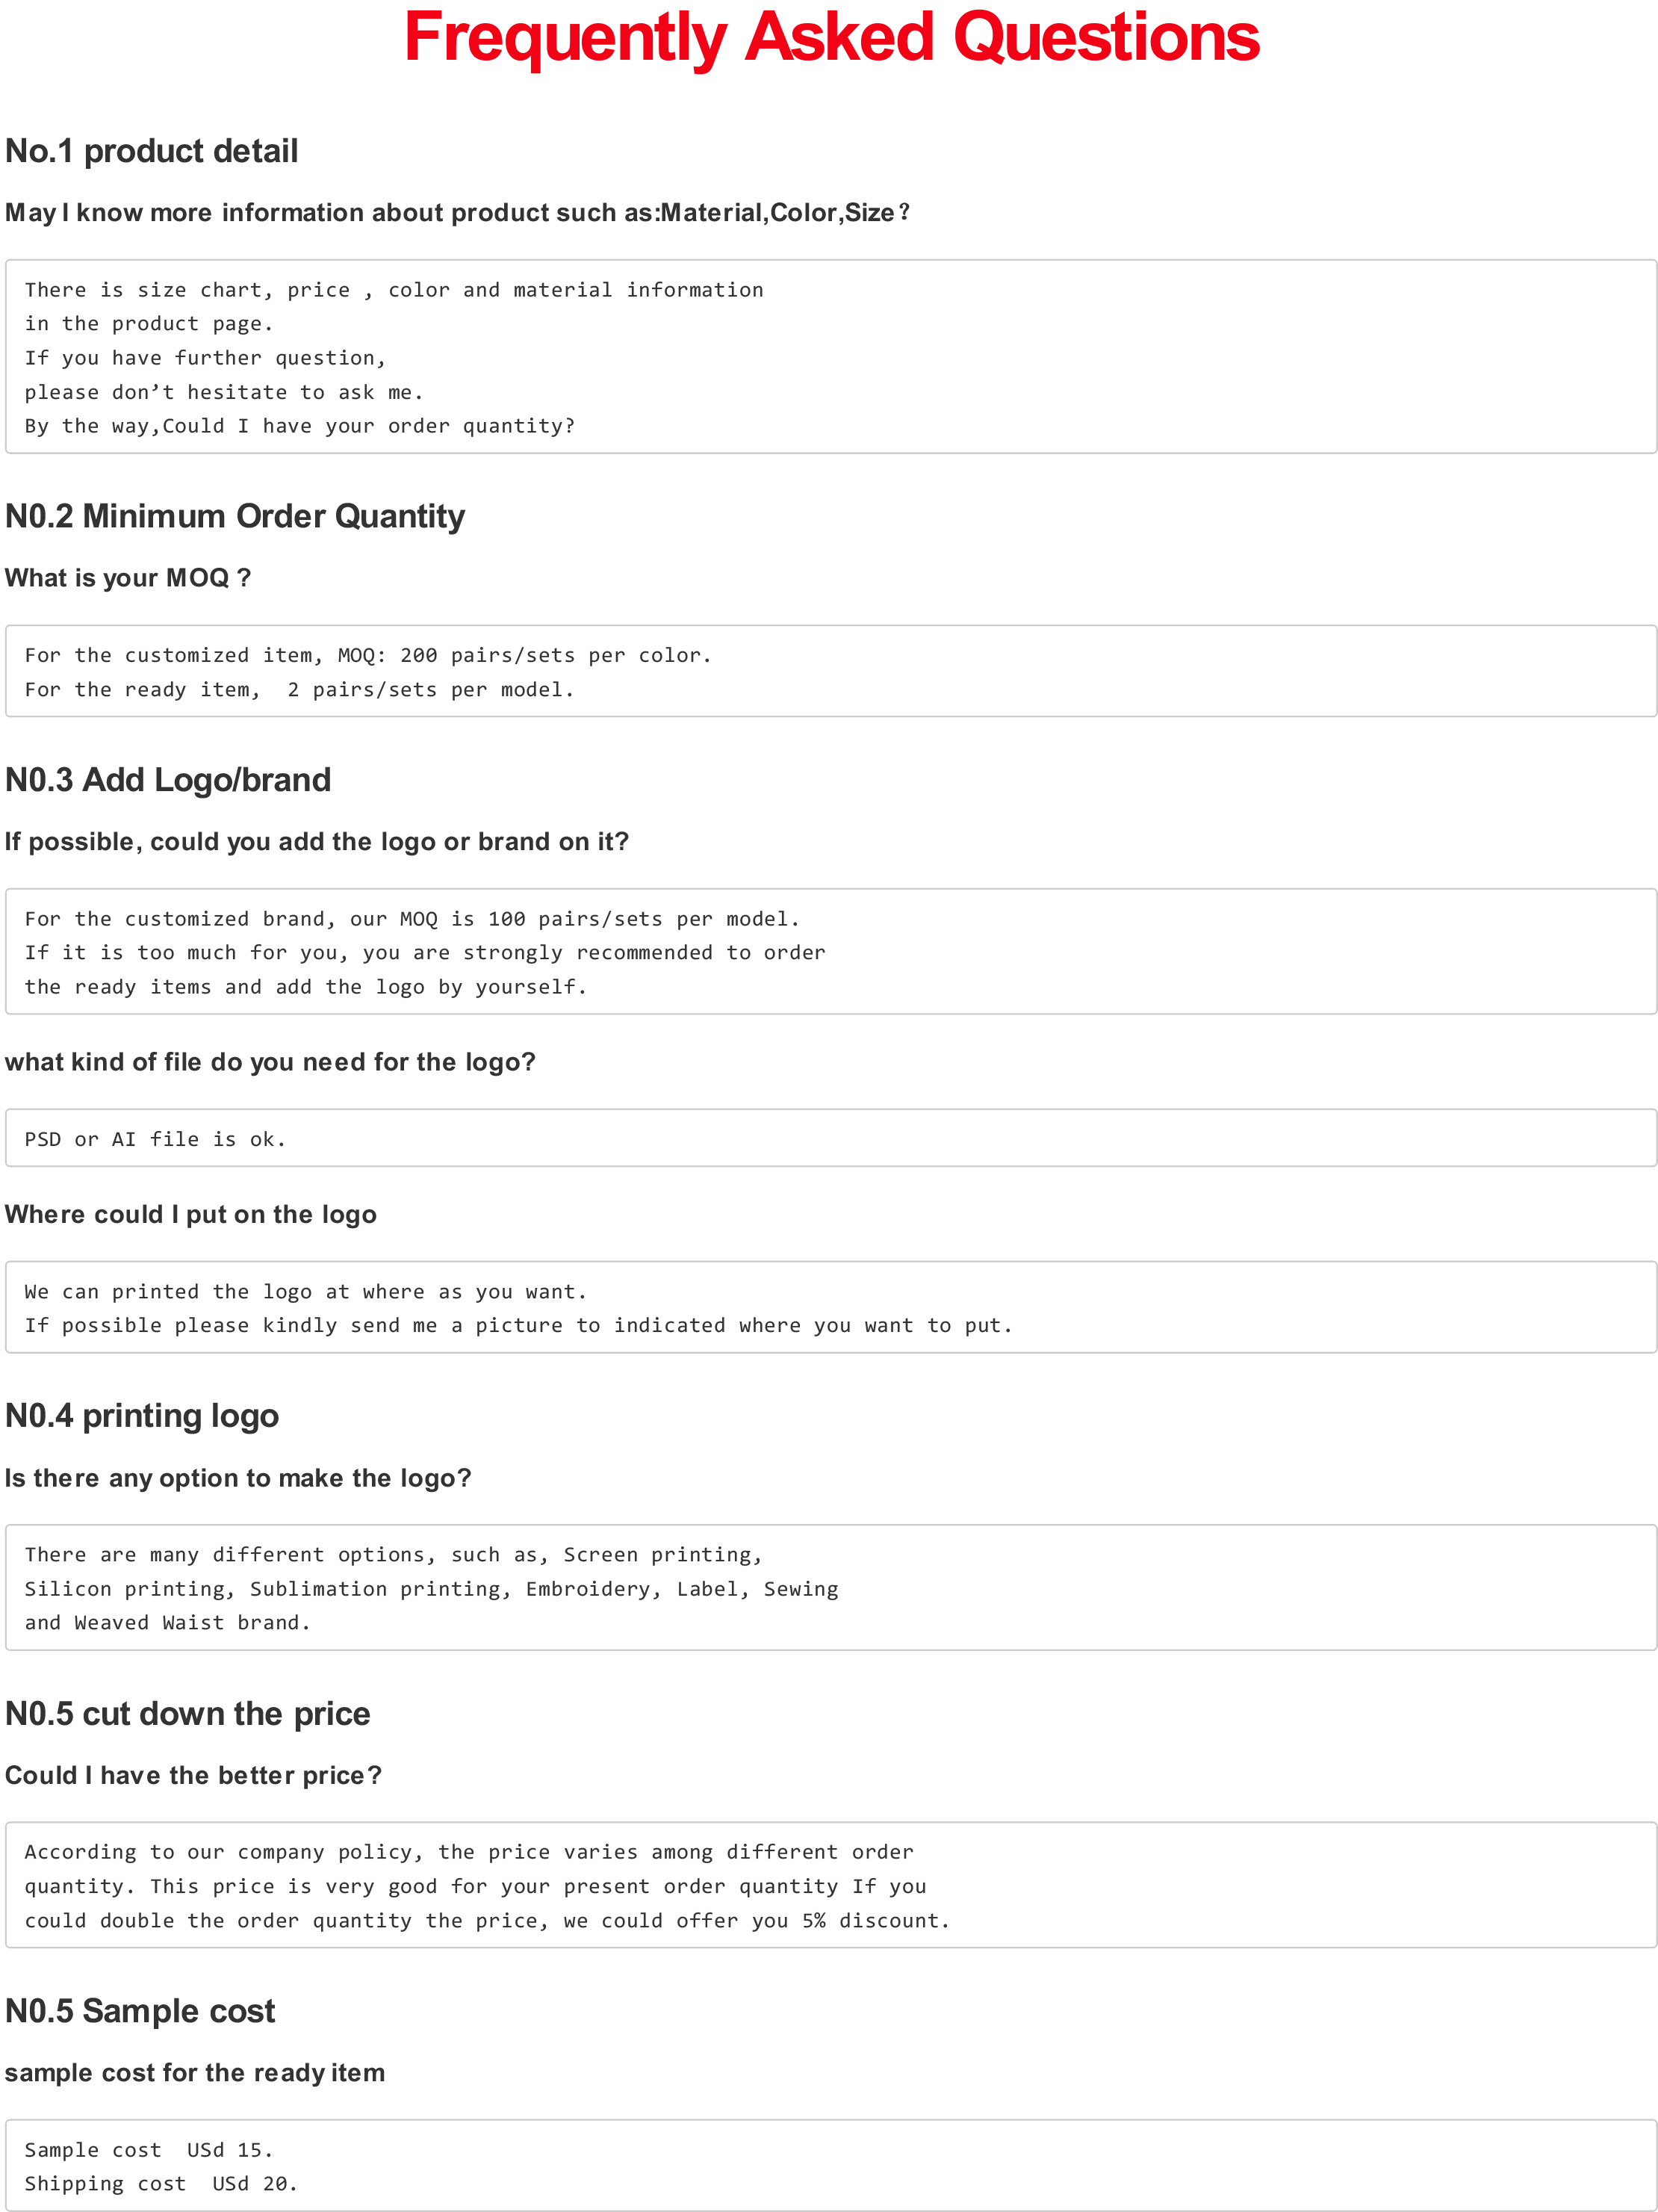 Frequently Asked Questions
No.1 product detail
May I know more information about product such as:Material,Color,Size?
There is size chart, price , color and material information
in the product page.
If you have further question,
please don’t hesitate to ask me.
By the way,Could I have your order quantity?
N0.2 Minimum Order Quantity
What is your MOQ ?
For the customized item, MOQ: 200 pairs/sets per color.
For the ready item,  2 pairs/sets per model.
N0.3 Add Logo/brand
If possible, could you add the logo or brand on it?
For the customized brand, our MOQ is 100 pairs/sets per model.
If it is too much for you, you are strongly recommended to order
the ready items and add the logo by yourself.
what kind of file do you need for the logo?
PSD or AI file is ok.
Where could I put on the logo
We can printed the logo at where as you want.
If possible please kindly send me a picture to indicated where you want to put.
N0.4 printing logo
Is there any option to make the logo?
There are many different options, such as, Screen printing,
Silicon printing, Sublimation printing, Embroidery, Label, Sewing
and Weaved Waist brand.
N0.5 cut down the price
Could I have the better price?
According to our company policy, the price varies among different order
quantity. This price is very good for your present order quantity If you
could double the order quantity the price, we could offer you 5% discount.
N0.5 Sample cost
sample cost for the ready item
Sample cost  USd 15.
Shipping cost  USd 20.